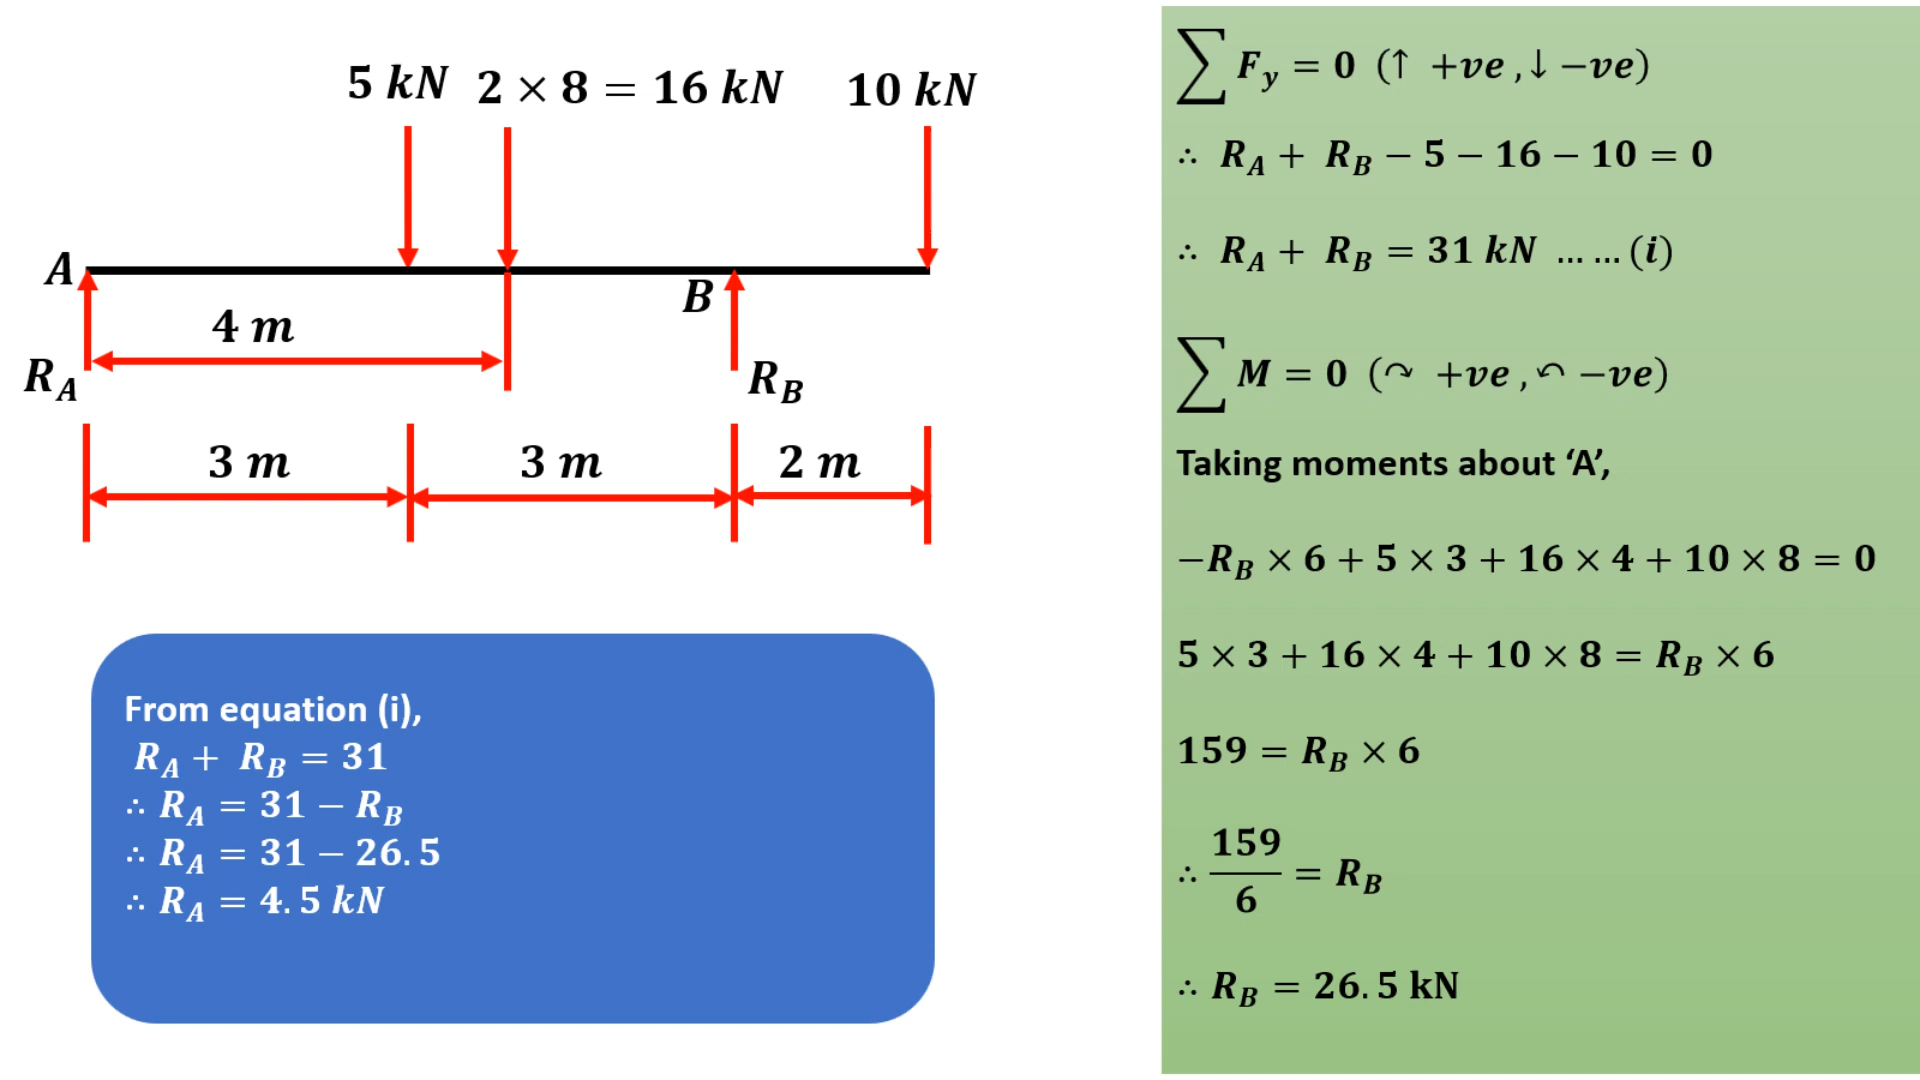 5 kN 2 × 8 = 16 kN 10 kN
A
B
4 m
R_A
R_B
3 m 3 m 2 m
From equation (i),
R_A + R_B = 31
∴ R_A = 31 − R_B
∴ R_A = 31 − 26.5
∴ R_A = 4.5 kN
∑ F_y = 0 (↑ +ve , ↓ −ve)
∴ R_A + R_B − 5 − 16 − 10 = 0
∴ R_A + R_B = 31 kN … … (i)
∑ M = 0 (↷ +ve , ↶ −ve)
Taking moments about ‘A’,
−R_B × 6 + 5 × 3 + 16 × 4 + 10 × 8 = 0
5 × 3 + 16 × 4 + 10 × 8 = R_B × 6
159 = R_B × 6
∴ 159/6 = R_B
∴ R_B = 26.5 kN